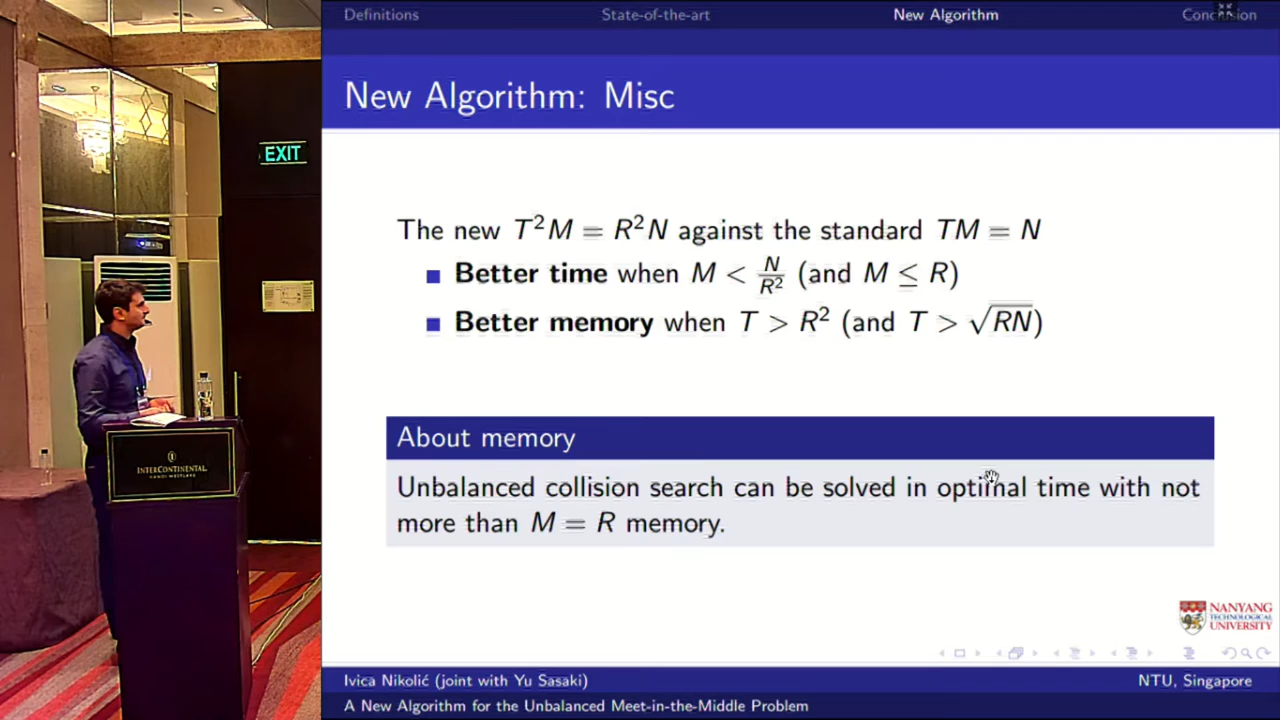 Definitions State-of-the-art New Algorithm Conclusion
New Algorithm: Misc
EXIT
The new T²M = R²N against the standard TM = N
Better time when M < N/R² (and M ≤ R)
Better memory when T > R² (and T > √RN)
About memory
Unbalanced collision search can be solved in optimal time with not
more than M = R memory.
INTERCONTINENTAL
HANOI WESTLAKE
NANYANG
TECHNOLOGICAL
UNIVERSITY
Ivica Nikolić (joint with Yu Sasaki) NTU, Singapore
A New Algorithm for the Unbalanced Meet-in-the-Middle Problem